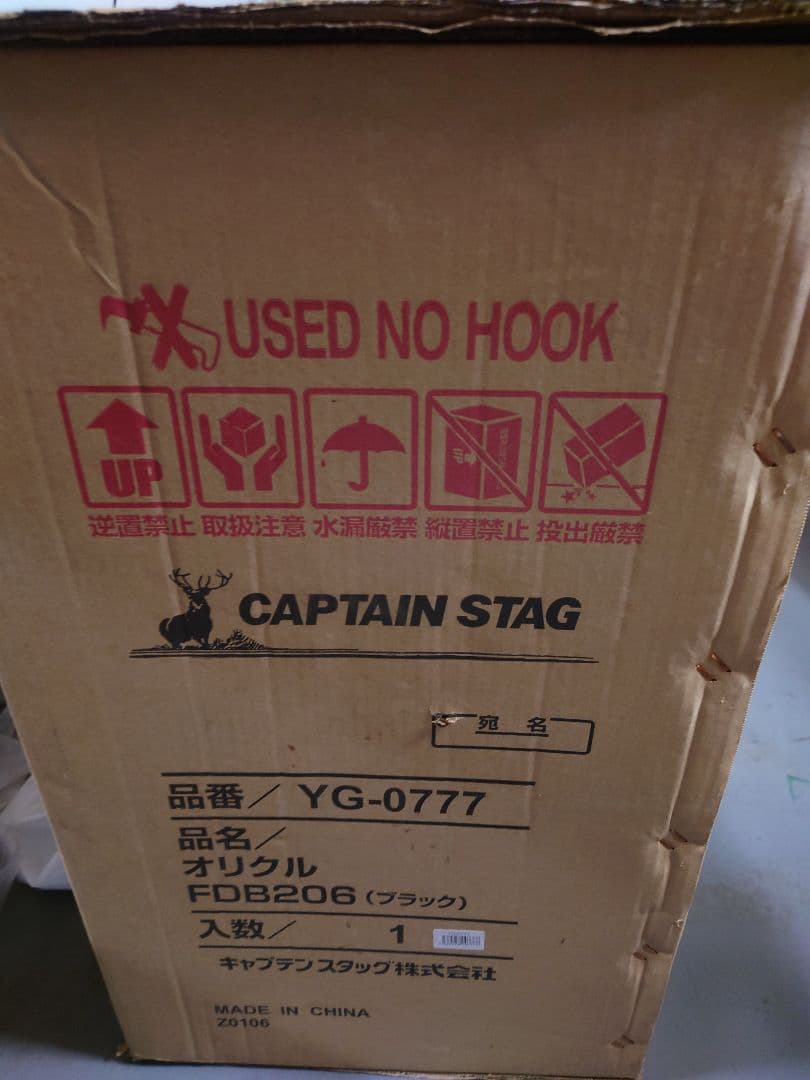 USED NO HOOK
UP
逆置禁止 取扱注意 水漏厳禁 縦置禁止 投出厳禁
CAPTAIN STAG
宛 名
品番/ YG-0777
品名/
オリクル
FDB206 (ブラック)
入数/ 1
キャプテンスタッグ株式会社
MADE IN CHINA
Z0106